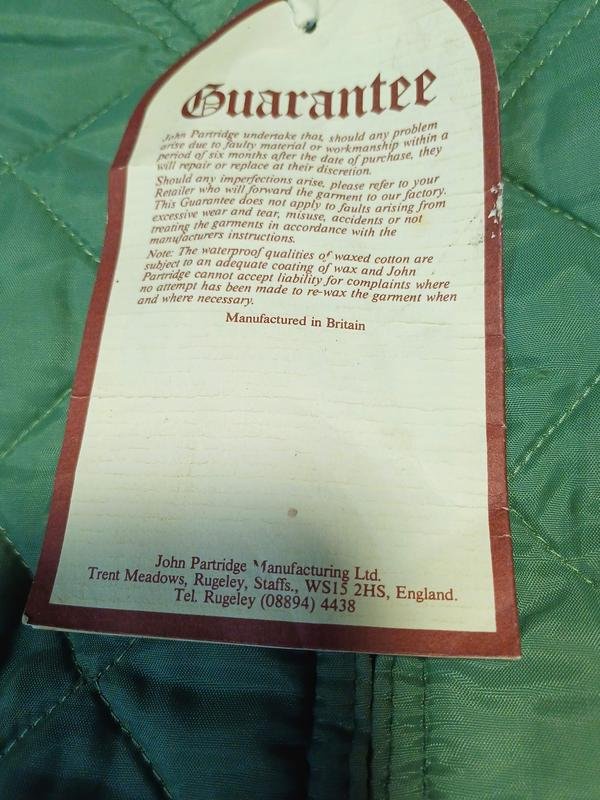 Guarantee
John Partridge undertake that, should any problem
arise due to faulty material or workmanship within a
period of six months after the date of purchase, they
will repair or replace at their discretion.
Should any imperfections arise, please refer to your
Retailer who will forward the garment to our factory.
This Guarantee does not apply to faults arising from
excessive wear and tear, misuse, accidents or not
treating the garments in accordance with the
manufacturers instructions.
Note: The waterproof qualities of waxed cotton are
subject to an adequate coating of wax and John
Partridge cannot accept liability for complaints where
no attempt has been made to re-wax the garment when
and where necessary.
Manufactured in Britain
John Partridge Manufacturing Ltd.
Trent Meadows, Rugeley, Staffs., WS15 2HS, England.
Tel. Rugeley (08894) 4438